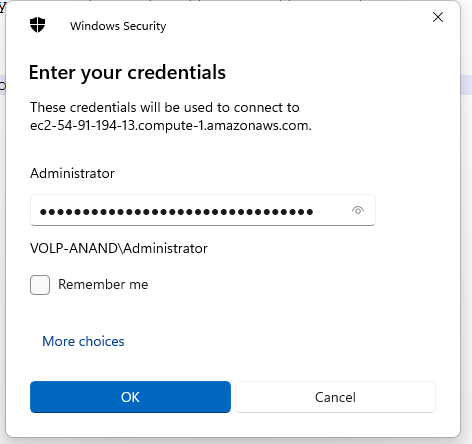 Windows Security
Enter your credentials
These credentials will be used to connect to
ec2-54-91-194-13.compute-1.amazonaws.com.
Administrator
●●●●●●●●●●●●●●●●●●●●●●●●●●●●●●●●
VOLP-ANAND\Administrator
Remember me
More choices
OK
Cancel